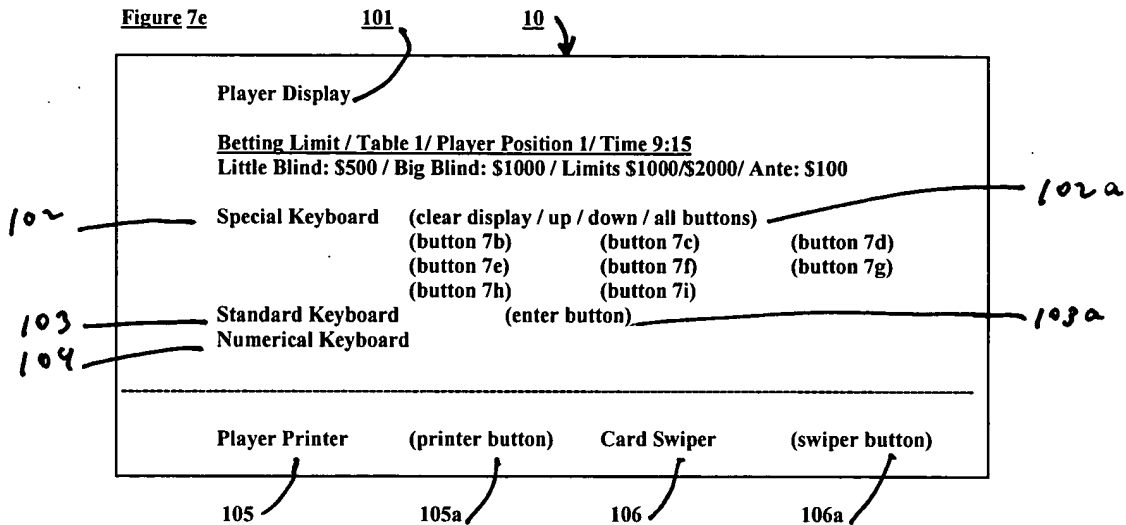 Figure 7e 101 10
Player Display
Betting Limit / Table 1/ Player Position 1/ Time 9:15
Little Blind: $500 / Big Blind: $1000 / Limits $1000/$2000/ Ante: $100
102 Special Keyboard (clear display / up / down / all buttons) 102a
(button 7b) (button 7c) (button 7d)
(button 7e) (button 7f) (button 7g)
(button 7h) (button 7i)
103 Standard Keyboard (enter button) 103a
104 Numerical Keyboard
Player Printer (printer button) Card Swiper (swiper button)
105 105a 106 106a